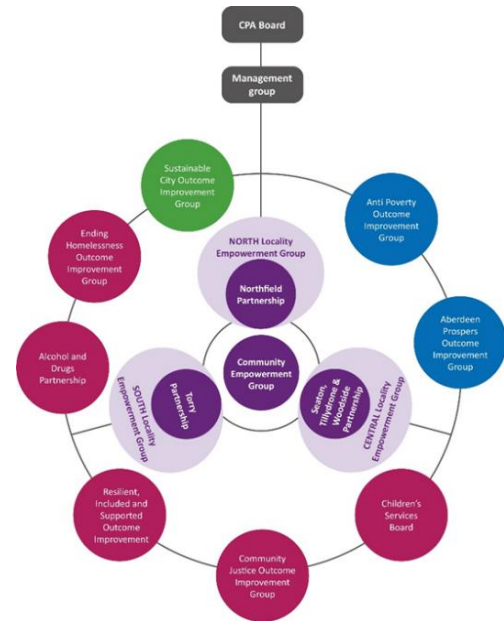 CPA Board
Management
group
Sustainable
City Outcome
Improvement
Group
Anti Poverty
Outcome
Improvement
Group
Ending
Homelessness
Outcome
Improvement
Group
NORTH Locality
Empowerment Group
Northfield
Partnership
Aberdeen
Prospers
Outcome
Improvement
Group
Alcohol and
Drugs
Partnership
Community
Empowerment
Group
Torry
Partnership
SOUTH Locality
Empowerment Group
Seaton,
Tillydrone &
Woodside
Partnership
CENTRAL Locality
Empowerment Group
Resilient,
Included and
Supported
Outcome
Improvement
Children's
Services
Board
Community
Justice Outcome
Improvement
Group